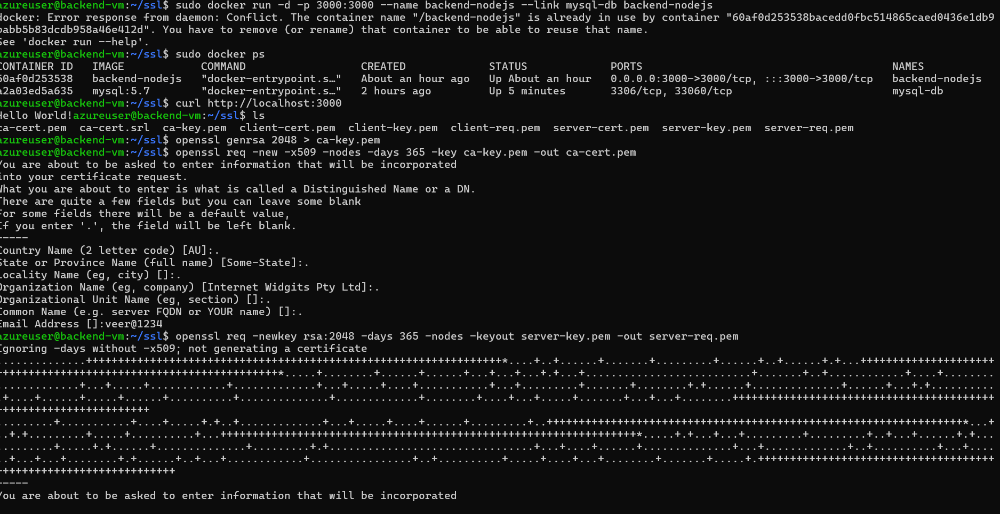 azureuser@backend-vm:~/ssl$ sudo docker run -d -p 3000:3000 --name backend-nodejs --link mysql-db backend-nodejs
docker: Error response from daemon: Conflict. The container name "/backend-nodejs" is already in use by container "60af0d253538bacedd0fbc514865caed0436e1db9
babb5b83dcdb958a46e412d". You have to remove (or rename) that container to be able to reuse that name.
See 'docker run --help'.
azureuser@backend-vm:~/ssl$ sudo docker ps
CONTAINER ID   IMAGE            COMMAND                  CREATED             STATUS             PORTS                                       NAMES
60af0d253538   backend-nodejs   "docker-entrypoint.s…"   About an hour ago   Up About an hour   0.0.0.0:3000->3000/tcp, :::3000->3000/tcp   backend-nodejs
a2a03ed5a635   mysql:5.7        "docker-entrypoint.s…"   2 hours ago         Up 5 minutes       3306/tcp, 33060/tcp                         mysql-db
azureuser@backend-vm:~/ssl$ curl http://localhost:3000
Hello World!azureuser@backend-vm:~/ssl$ ls
ca-cert.pem  ca-cert.srl  ca-key.pem  client-cert.pem  client-key.pem  client-req.pem  server-cert.pem  server-key.pem  server-req.pem
azureuser@backend-vm:~/ssl$ openssl genrsa 2048 > ca-key.pem
azureuser@backend-vm:~/ssl$ openssl req -new -x509 -nodes -days 365 -key ca-key.pem -out ca-cert.pem
You are about to be asked to enter information that will be incorporated
into your certificate request.
What you are about to enter is what is called a Distinguished Name or a DN.
There are quite a few fields but you can leave some blank
For some fields there will be a default value,
If you enter '.', the field will be left blank.
-----
Country Name (2 letter code) [AU]:.
State or Province Name (full name) [Some-State]:.
Locality Name (eg, city) []:.
Organization Name (eg, company) [Internet Widgits Pty Ltd]:.
Organizational Unit Name (eg, section) []:.
Common Name (e.g. server FQDN or YOUR name) []:.
Email Address []:veer@1234
azureuser@backend-vm:~/ssl$ openssl req -newkey rsa:2048 -days 365 -nodes -keyout server-key.pem -out server-req.pem
Ignoring -days without -x509; not generating a certificate
-----
You are about to be asked to enter information that will be incorporated